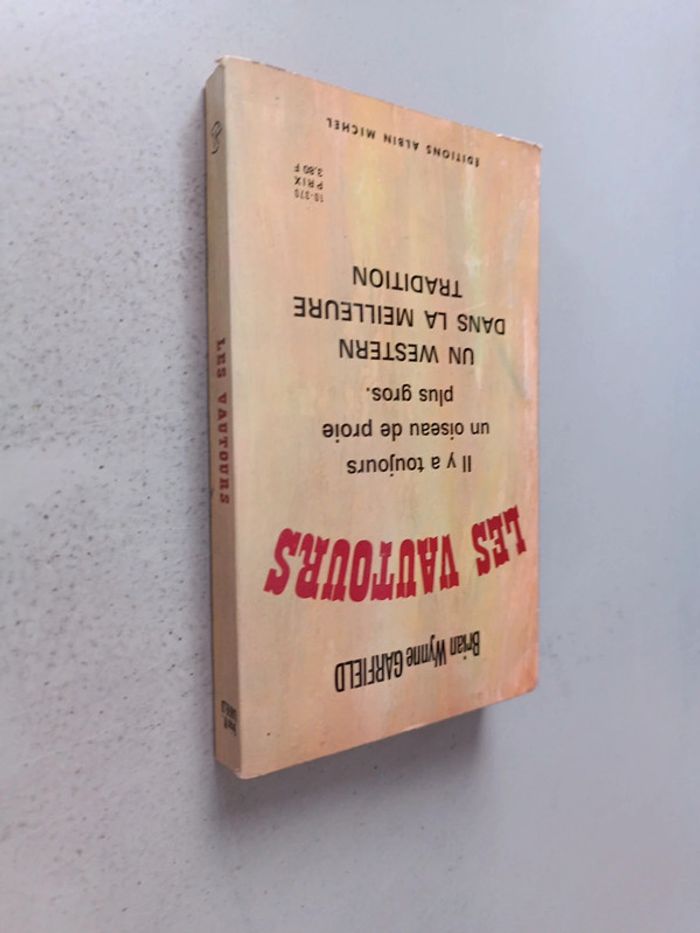 Brian Wynne GARFIELD
LES VAUTOURS
Il y a toujours
un oiseau de proie
plus gros.
UN WESTERN
DANS LA MEILLEURE
TRADITION
10-370
PRIX
3,80 F
EDITIONS ALBIN MICHEL
LES VAUTOURS